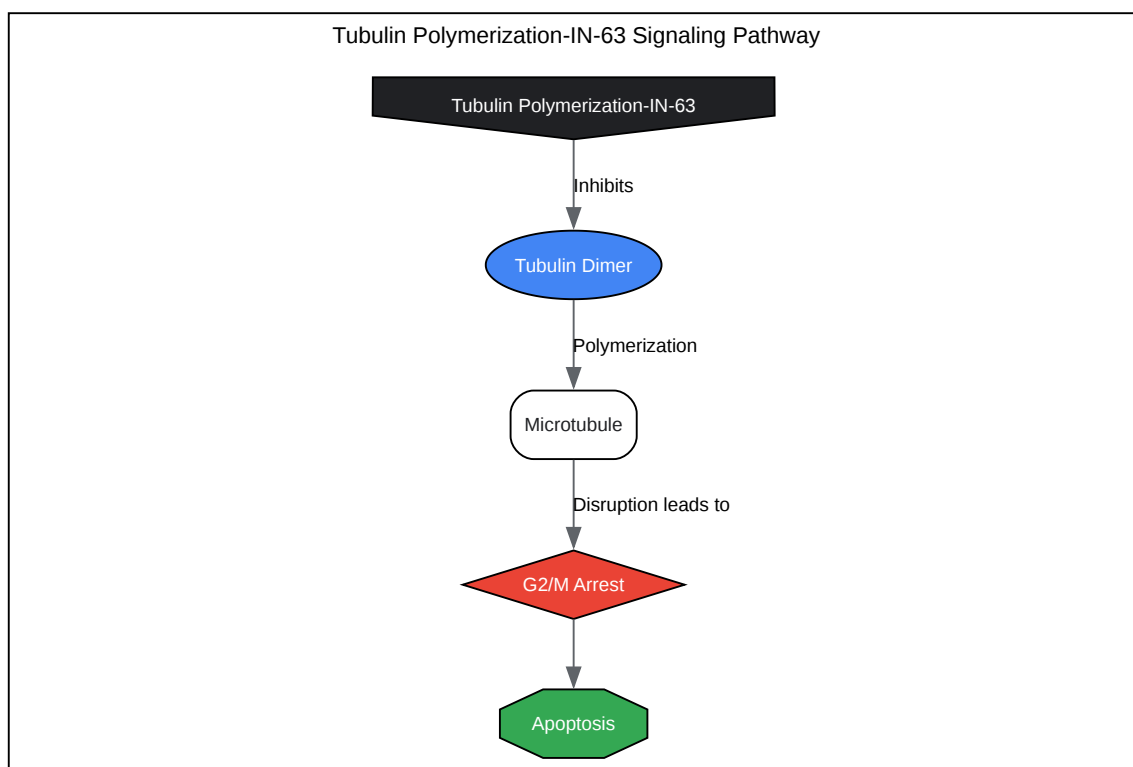 Tubulin Polymerization-IN-63 Signaling Pathway
Tubulin Polymerization-IN-63
Inhibits
Tubulin Dimer
Polymerization
Microtubule
Disruption leads to
G2/M Arrest
Apoptosis